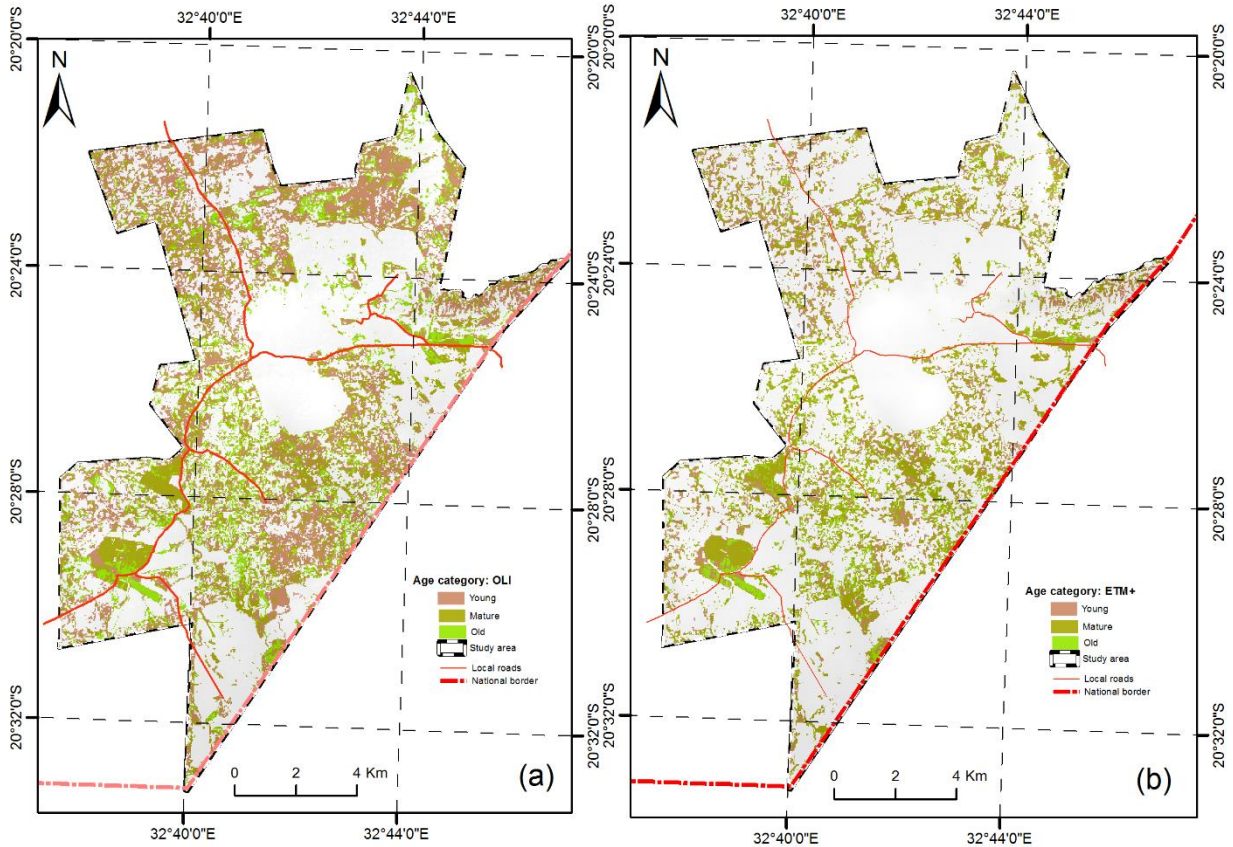 32°40'0"E 32°44'0"E
20°20'0"S
20°20'0"S
N
20°24'0"S
20°24'0"S
20°28'0"S
20°28'0"S
Age category: OLI
Young
Mature
Old
Study area
Local roads
National border
20°32'0"S
20°32'0"S
0 2 4 Km
(a)
32°40'0"E 32°44'0"E
32°40'0"E 32°44'0"E
20°20'0"S
20°20'0"S
N
20°24'0"S
20°24'0"S
20°28'0"S
20°28'0"S
Age category: ETM+
Young
Mature
Old
Study area
Local roads
National border
20°32'0"S
20°32'0"S
0 2 4 Km
(b)
32°40'0"E 32°44'0"E